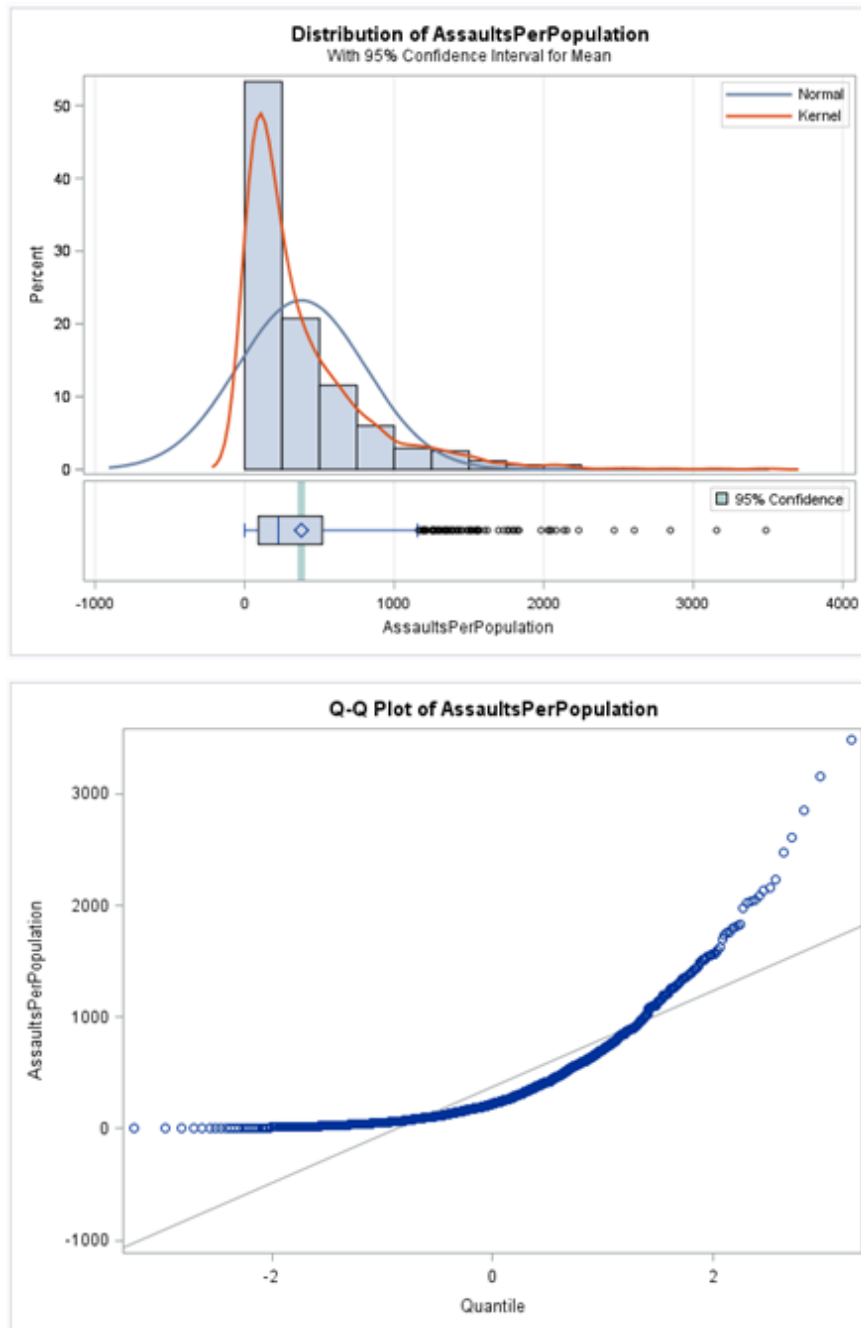 Distribution of AssaultsPerPopulation
With 95% Confidence Interval for Mean
Normal
Kernel
50
40
30
20
10
0
Percent
95% Confidence
-1000 0 1000 2000 3000 4000
AssaultsPerPopulation
Q-Q Plot of AssaultsPerPopulation
3000
2000
1000
0
-1000
AssaultsPerPopulation
-2 0 2
Quantile